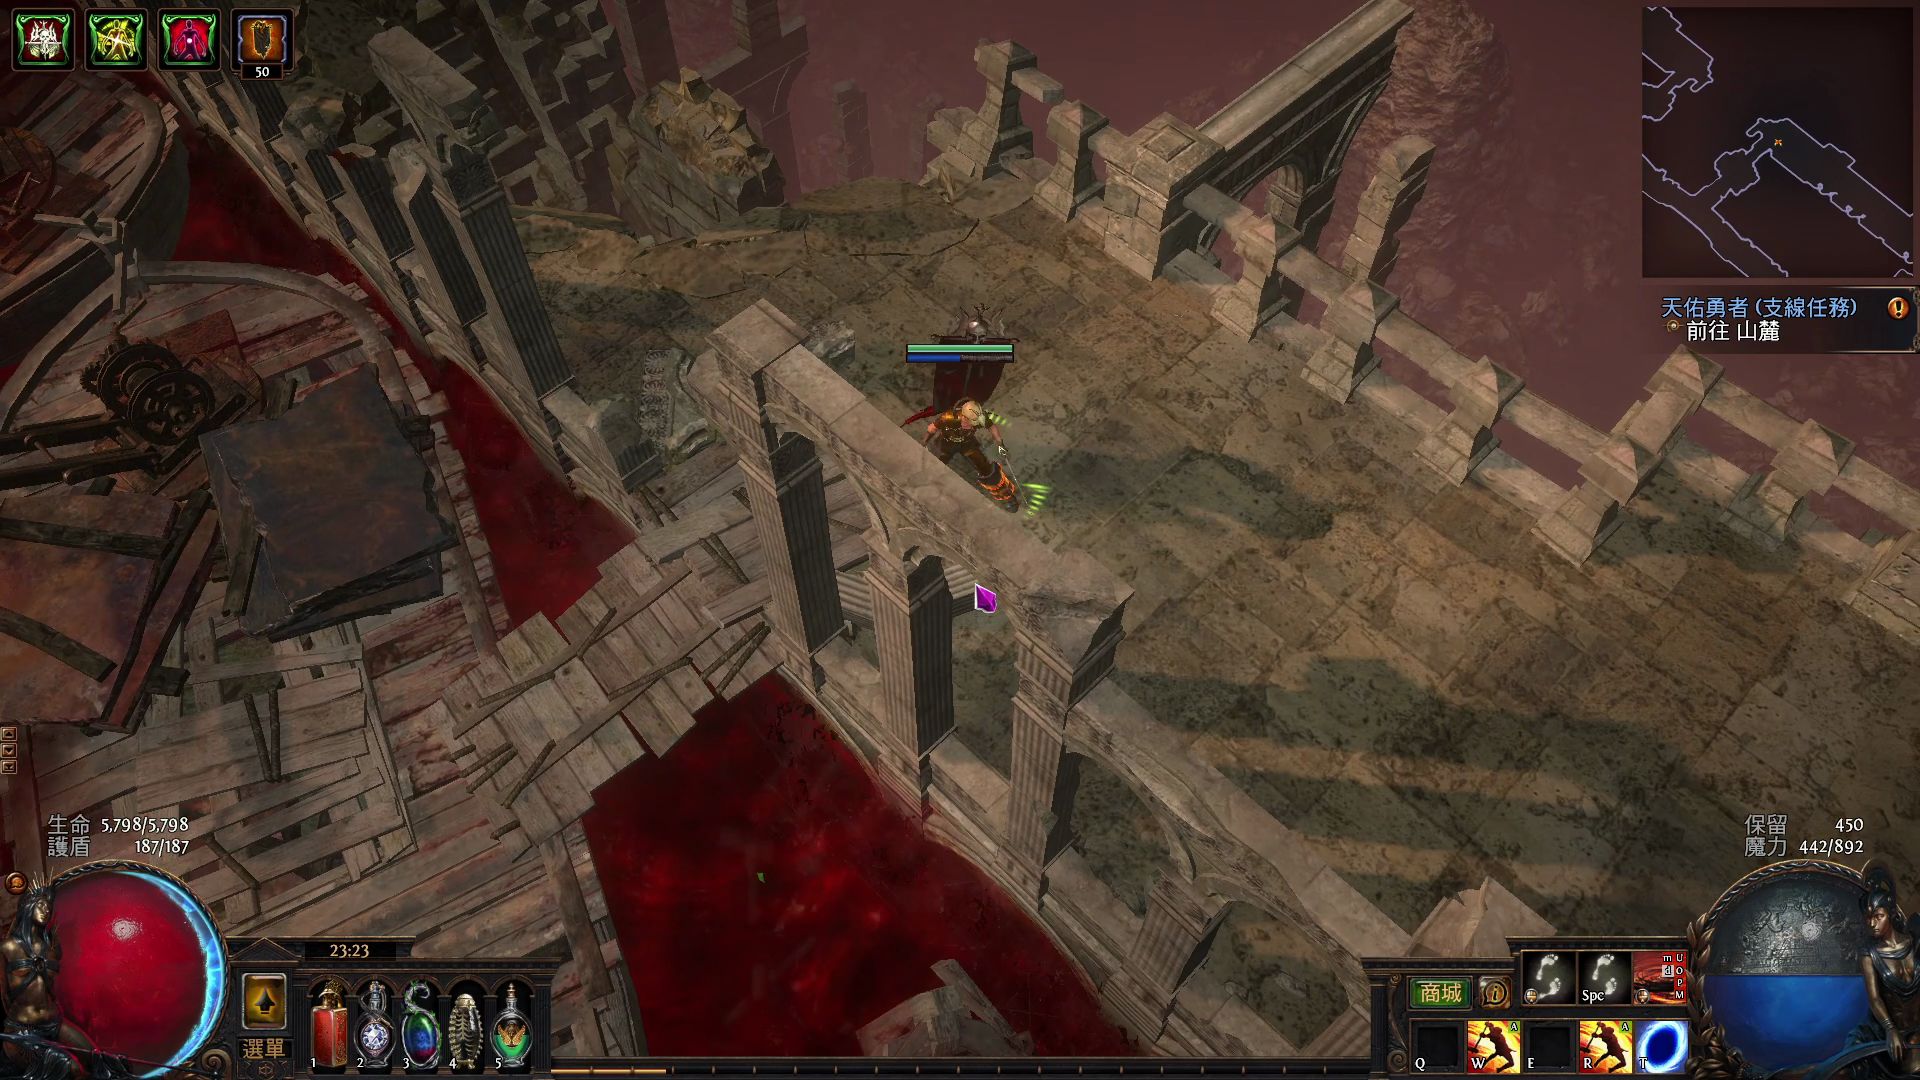 50
天佑勇者 (支線任務)
前往 山麓
生命 5,798/5,798
護盾 187/187
保留 450
魔力 442/892
23:23
選單
1
2
3
4
5
商城
Spc
Q
W
A
E
R
A
T